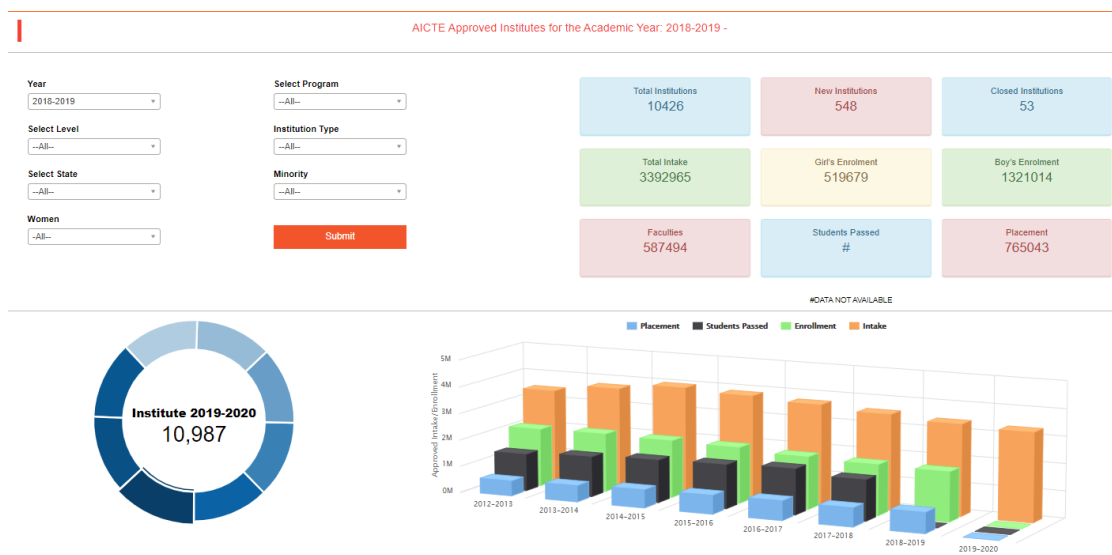 AICTE Approved Institutes for the Academic Year: 2018-2019 -
Year
2018-2019
Select Program
--All--
Select Level
--All--
Institution Type
--All--
Select State
--All--
Minority
--All--
Women
-All--
Submit
Total Institutions
10426
New Institutions
548
Closed Institutions
53
Total Intake
3392965
Girl's Enrolment
519679
Boy's Enrolment
1321014
Faculties
587494
Students Passed
#
Placement
765043
#DATA NOT AVAILABLE
Institute 2019-2020
10,987
Placement
Students Passed
Enrollment
Intake
Approved Intake/Enrollment
5M
4M
3M
2M
1M
0M
2012-2013
2013-2014
2014-2015
2015-2016
2016-2017
2017-2018
2018-2019
2019-2020